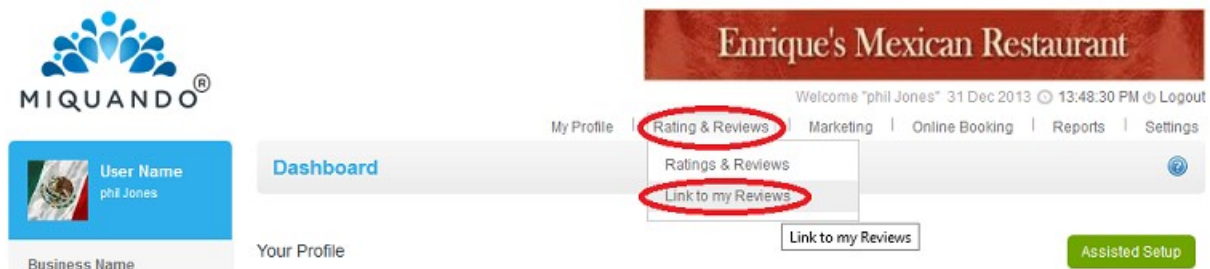 Enrique's Mexican Restaurant
MIQUANDO®
Welcome "phil Jones" 31 Dec 2013 13:48:30 PM Logout
My Profile | Rating & Reviews | Marketing | Online Booking | Reports | Settings
User Name
phil Jones
Dashboard
Ratings & Reviews
Link to my Reviews
Link to my Reviews
Business Name
Your Profile
Assisted Setup